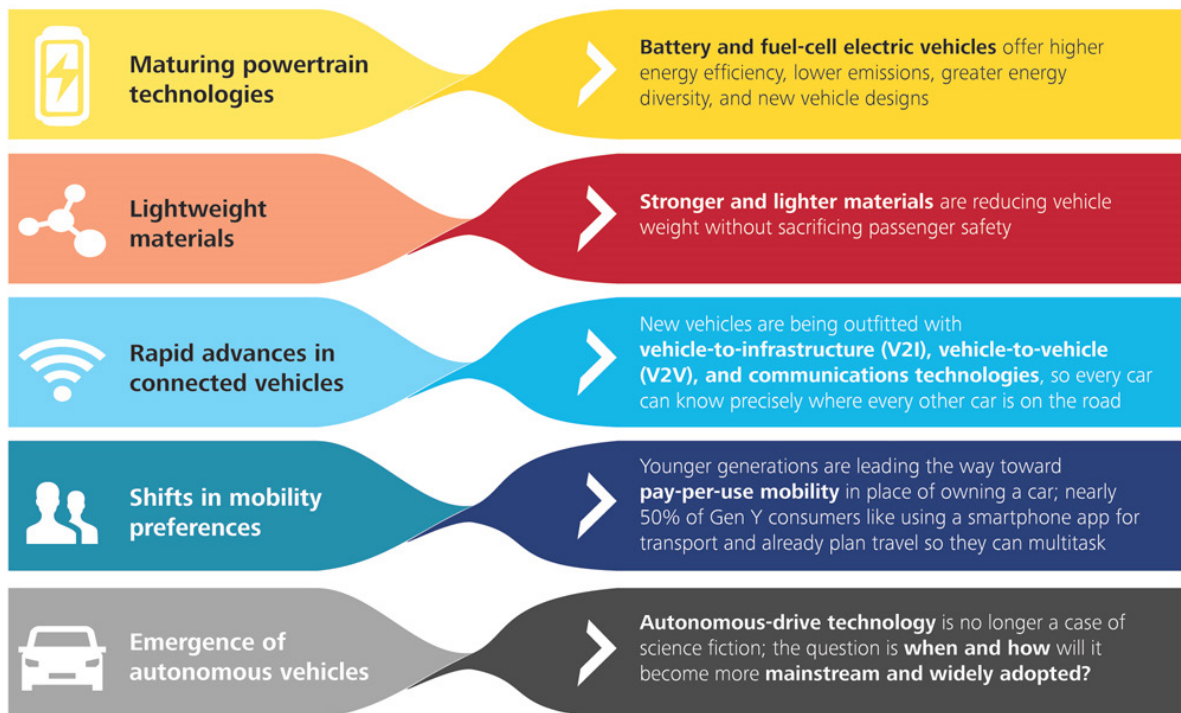 Maturing powertrain
technologies
Battery and fuel-cell electric vehicles offer higher
energy efficiency, lower emissions, greater energy
diversity, and new vehicle designs
Lightweight
materials
Stronger and lighter materials are reducing vehicle
weight without sacrificing passenger safety
Rapid advances in
connected vehicles
New vehicles are being outfitted with
vehicle-to-infrastructure (V2I), vehicle-to-vehicle
(V2V), and communications technologies, so every car
can know precisely where every other car is on the road
Shifts in mobility
preferences
Younger generations are leading the way toward
pay-per-use mobility in place of owning a car; nearly
50% of Gen Y consumers like using a smartphone app for
transport and already plan travel so they can multitask
Emergence of
autonomous vehicles
Autonomous-drive technology is no longer a case of
science fiction; the question is when and how will it
become more mainstream and widely adopted?